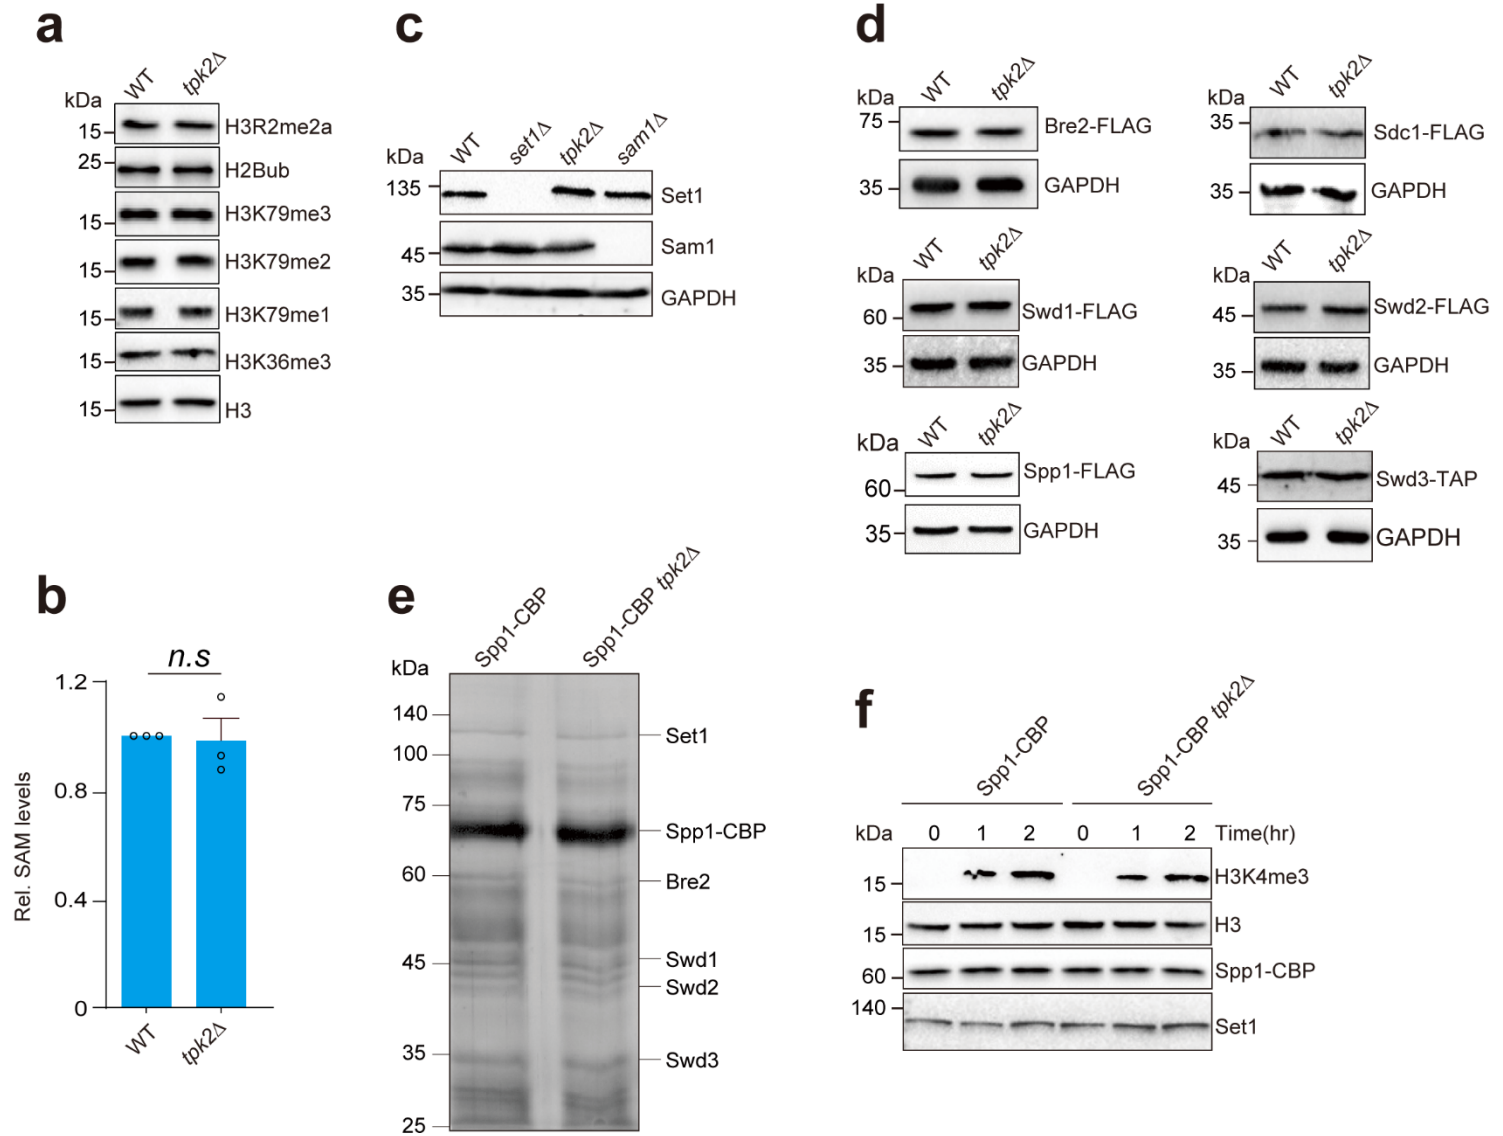 a
WT tpk2Δ
kDa
15 H3R2me2a
25 H2Bub
15 H3K79me3
15 H3K79me2
15 H3K79me1
15 H3K36me3
15 H3
b
n.s
1.2
0.8
0.4
0
Rel. SAM levels
WT tpk2Δ
c
WT set1Δ tpk2Δ sam1Δ
kDa
135 Set1
45 Sam1
35 GAPDH
d
WT tpk2Δ
kDa
75 Bre2-FLAG
35 GAPDH
WT tpk2Δ
kDa
35 Sdc1-FLAG
35 GAPDH
WT tpk2Δ
kDa
60 Swd1-FLAG
35 GAPDH
WT tpk2Δ
kDa
45 Swd2-FLAG
35 GAPDH
WT tpk2Δ
kDa
60 Spp1-FLAG
35 GAPDH
WT tpk2Δ
kDa
45 Swd3-TAP
35 GAPDH
e
Spp1-CBP Spp1-CBP tpk2Δ
kDa
140
Set1
100
75
Spp1-CBP
60
Bre2
45 Swd1
Swd2
35 Swd3
25
f
Spp1-CBP Spp1-CBP tpk2Δ
kDa 0 1 2 0 1 2 Time(hr)
15 H3K4me3
15 H3
60 Spp1-CBP
140 Set1